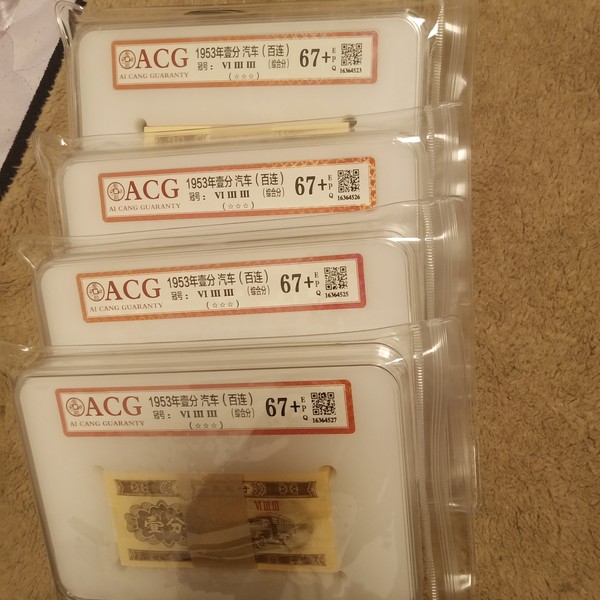 ACG
AI CANG GUARANTY
1953年壹分 汽车(百连)
冠号: VI III III (综合分)
(☆☆☆)
67+
EPQ
16364523
ACG
AI CANG GUARANTY
1953年壹分 汽车(百连)
冠号: VI III III (综合分)
(☆☆☆)
67+
EPQ
16364526
ACG
AI CANG GUARANTY
1953年壹分 汽车(百连)
冠号: VI III III (综合分)
(☆☆☆)
67+
EPQ
16364525
ACG
AI CANG GUARANTY
1953年壹分 汽车(百连)
冠号: VI III III (综合分)
(☆☆☆)
67+
EPQ
16364527
VI III III
壹分